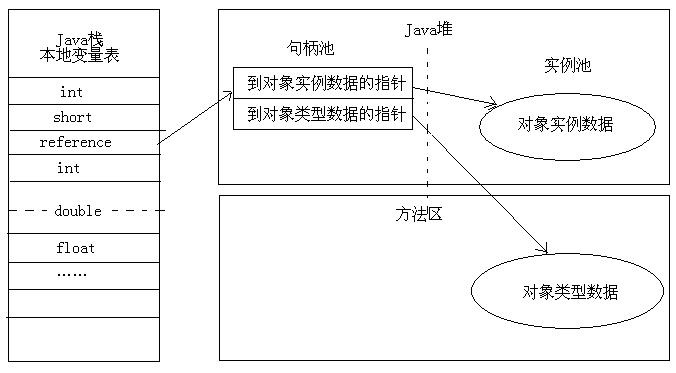 Java栈
本地变量表
int
short
reference
int
double
float
……
Java堆
句柄池
到对象实例数据的指针
到对象类型数据的指针
实例池
对象实例数据
方法区
对象类型数据